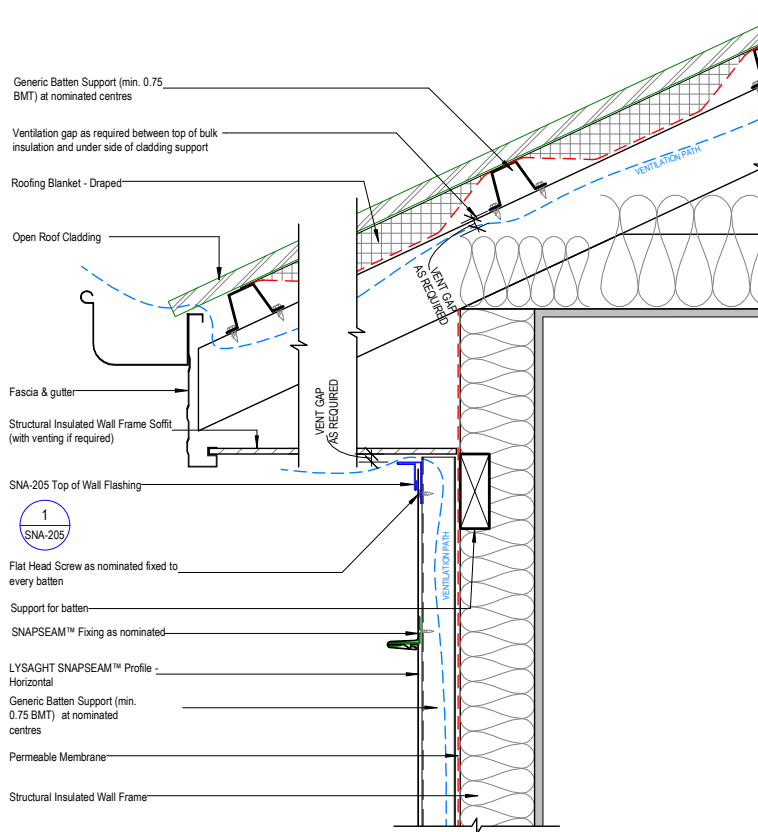 Generic Batten Support (min. 0.75
BMT) at nominated centres
Ventilation gap as required between top of bulk
insulation and under side of cladding support
Roofing Blanket - Draped
Open Roof Cladding
VENTILATION PATH
VENT GAP
AS REQUIRED
Fascia & gutter
Structural Insulated Wall Frame Soffit
(with venting if required)
VENT GAP
AS REQUIRED
SNA-205 Top of Wall Flashing
1
SNA-205
Flat Head Screw as nominated fixed to
every batten
Support for batten
SNAPSEAM™ Fixing as nominated
LYSAGHT SNAPSEAM™ Profile -
Horizontal
Generic Batten Support (min.
0.75 BMT) at nominated
centres
Permeable Membrane
Structural Insulated Wall Frame
VENTILATION PATH